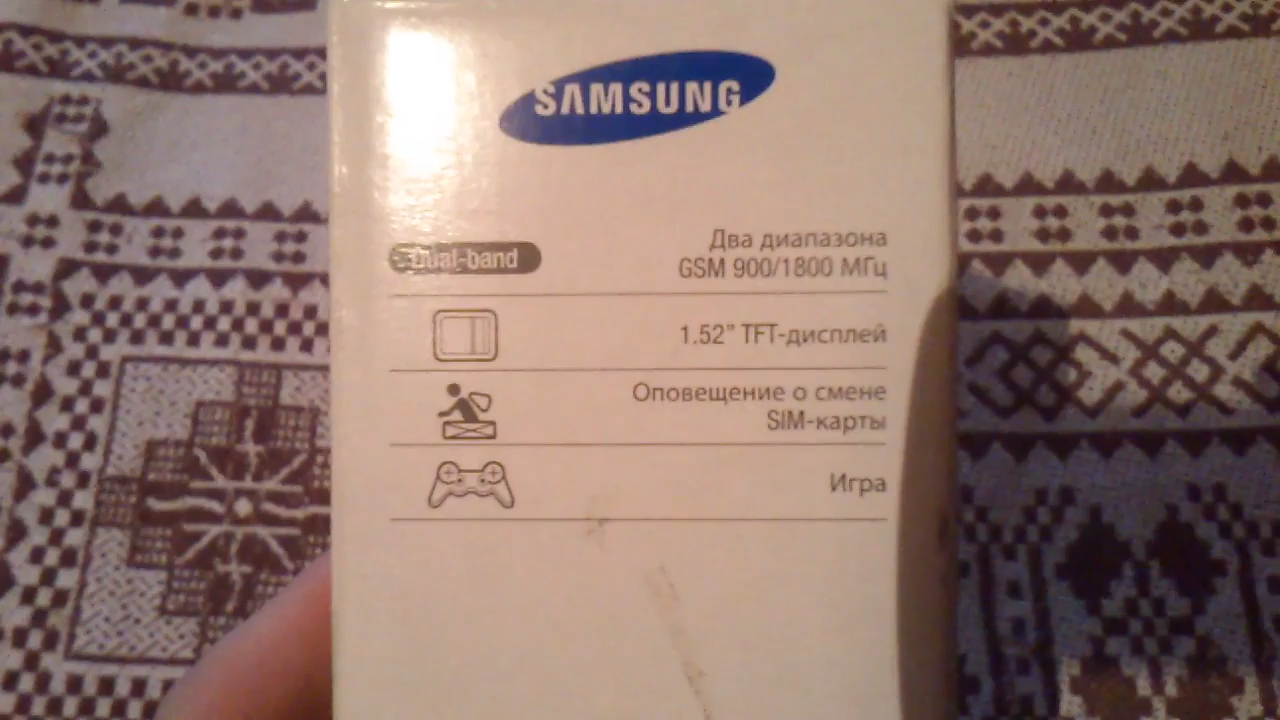 SAMSUNG
Dual-band
Два диапазона
GSM 900/1800 МГц
1.52” TFT-дисплей
Оповещение о смене
SIM-карты
Игра